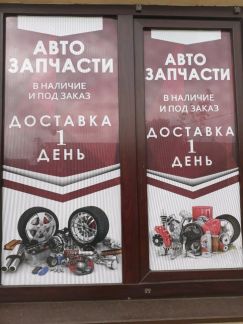 АВТО
ЗАПЧАСТИ
В НАЛИЧИЕ
И ПОД ЗАКАЗ
ДОСТАВКА
1
ДЕНЬ
АВТО
ЗАПЧАСТИ
В НАЛИЧИЕ
И ПОД ЗАКАЗ
ДОСТАВКА
1
ДЕНЬ